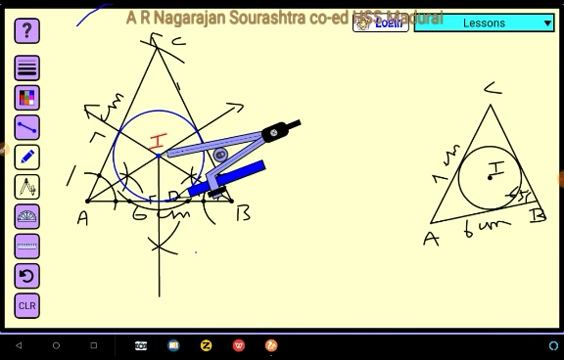 A R Nagarajan Sourashtra co-ed HSS Madurai
?
Login
Lessons
C
7 cm
I
A
6 cm
B
D
CLR
C
7 cm
I
A
6 cm
B